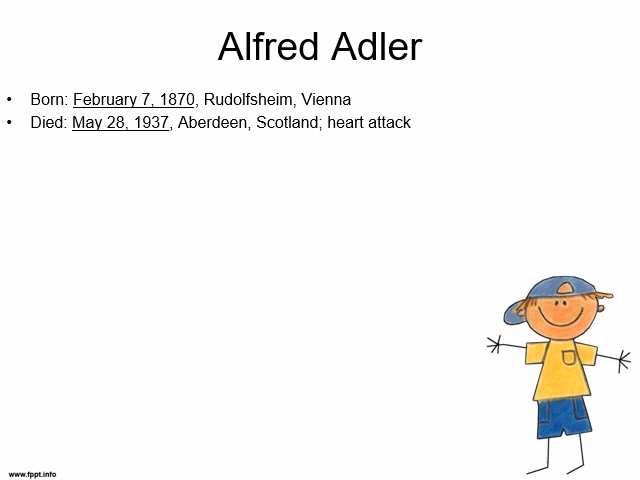 Alfred Adler
• Born: February 7, 1870, Rudolfsheim, Vienna
• Died: May 28, 1937, Aberdeen, Scotland; heart attack
www.fppt.info